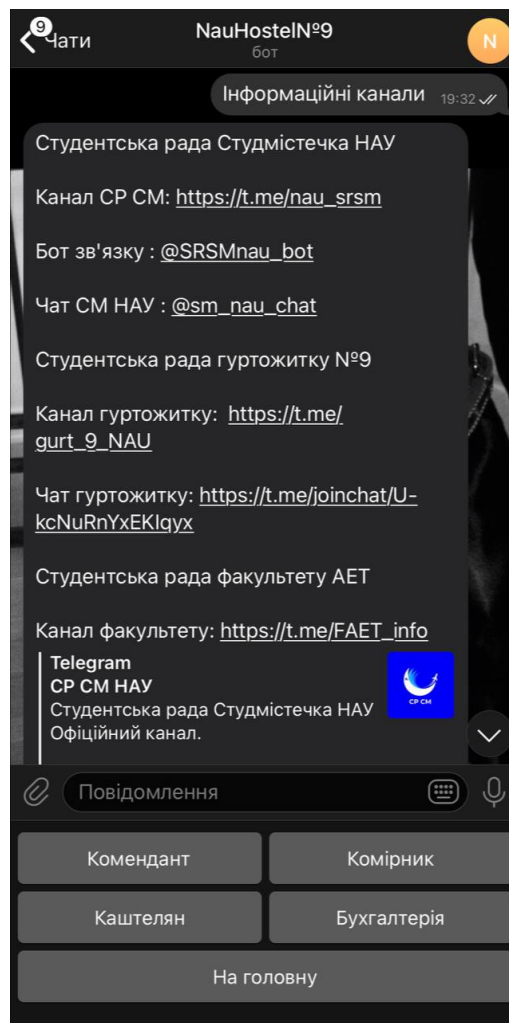 9
Чати
NauHostel№9
бот
N
Інформаційні канали 19:32
Студентська рада Студмістечка НАУ
Канал СР СМ: https://t.me/nau_srsm
Бот зв'язку : @SRSMnau_bot
Чат СМ НАУ : @sm_nau_chat
Студентська рада гуртожитку №9
Канал гуртожитку: https://t.me/
gurt_9_NAU
Чат гуртожитку: https://t.me/joinchat/U-
kcNuRnYxEKIqyx
Студентська рада факультету АЕТ
Канал факультету: https://t.me/FAET_info
Telegram
СР СМ НАУ
Студентська рада Студмістечка НАУ
Офіційний канал.
СР СМ
Повідомлення
Комендант
Комірник
Каштелян
Бухгалтерія
На головну